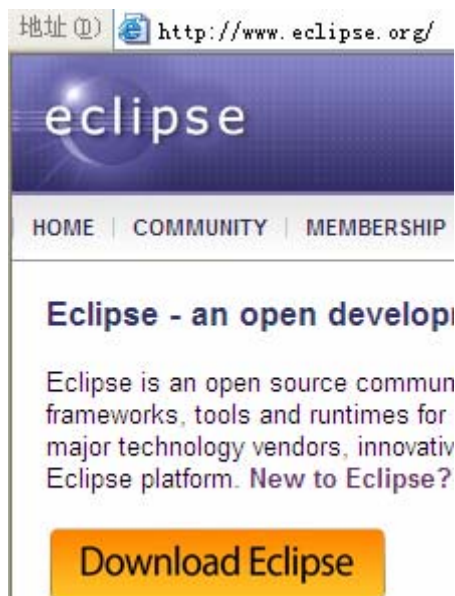 地址(D) http://www.eclipse.org/
eclipse
HOME | COMMUNITY | MEMBERSHIP
Eclipse - an open develop
Eclipse is an open source commun
frameworks, tools and runtimes for
major technology vendors, innovativ
Eclipse platform. New to Eclipse?
Download Eclipse